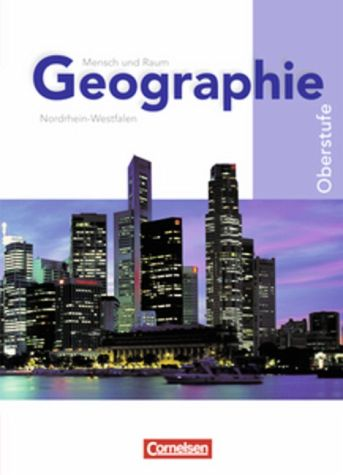 Mensch und Raum
Geographie
Nordrhein-Westfalen
Oberstufe
Cornelsen